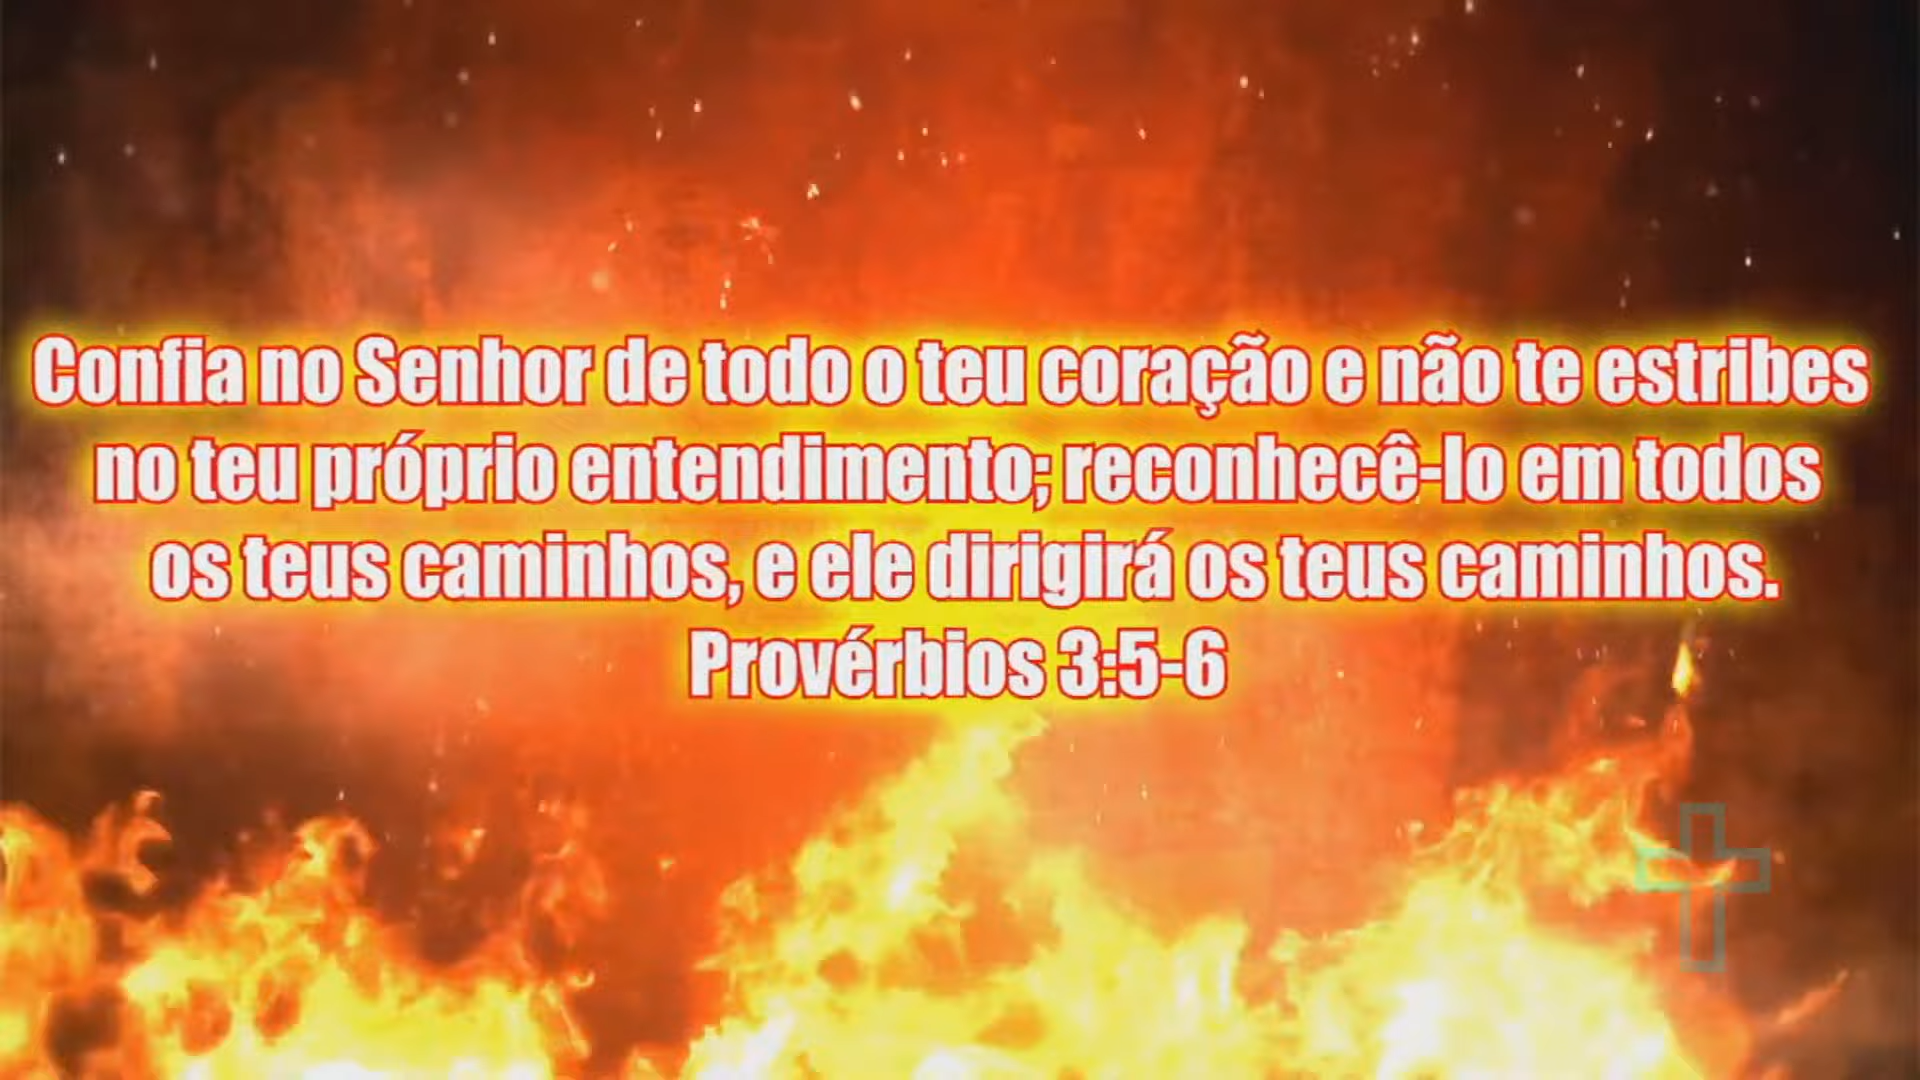 Confia no Senhor de todo o teu coração e não te estribes
no teu próprio entendimento; reconhecê-lo em todos
os teus caminhos, e ele dirigirá os teus caminhos.
Provérbios 3:5-6